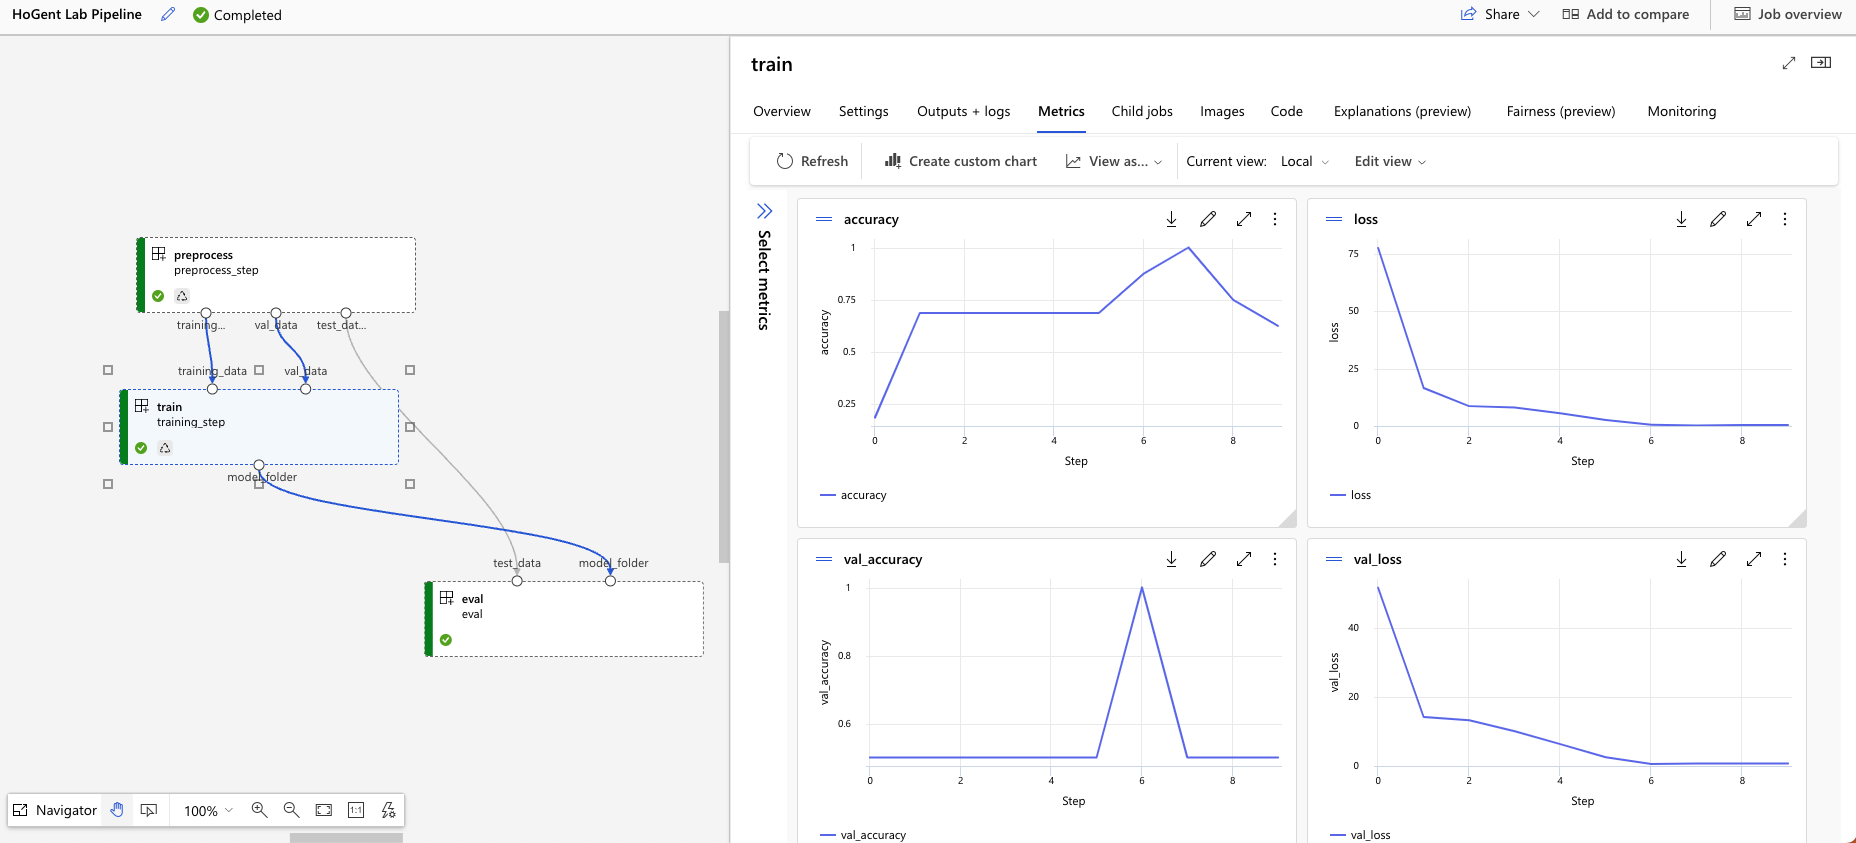 HoGent Lab Pipeline
Completed
Share
Add to compare
Job overview
preprocess
preprocess_step
training...
val_data
test_dat...
training_data
val_data
train
training_step
model_folder
test_data
model_folder
eval
eval
Navigator
100%
1:1
train
Overview
Settings
Outputs + logs
Metrics
Child jobs
Images
Code
Explanations (preview)
Fairness (preview)
Monitoring
Refresh
Create custom chart
View as...
Current view:
Local
Edit view
Select metrics
accuracy
1
0.75
0.5
0.25
accuracy
0
2
4
6
8
Step
accuracy
loss
75
50
25
0
loss
0
2
4
6
8
Step
loss
val_accuracy
1
0.8
0.6
val_accuracy
0
2
4
6
8
Step
val_accuracy
val_loss
40
20
0
val_loss
0
2
4
6
8
Step
val_loss